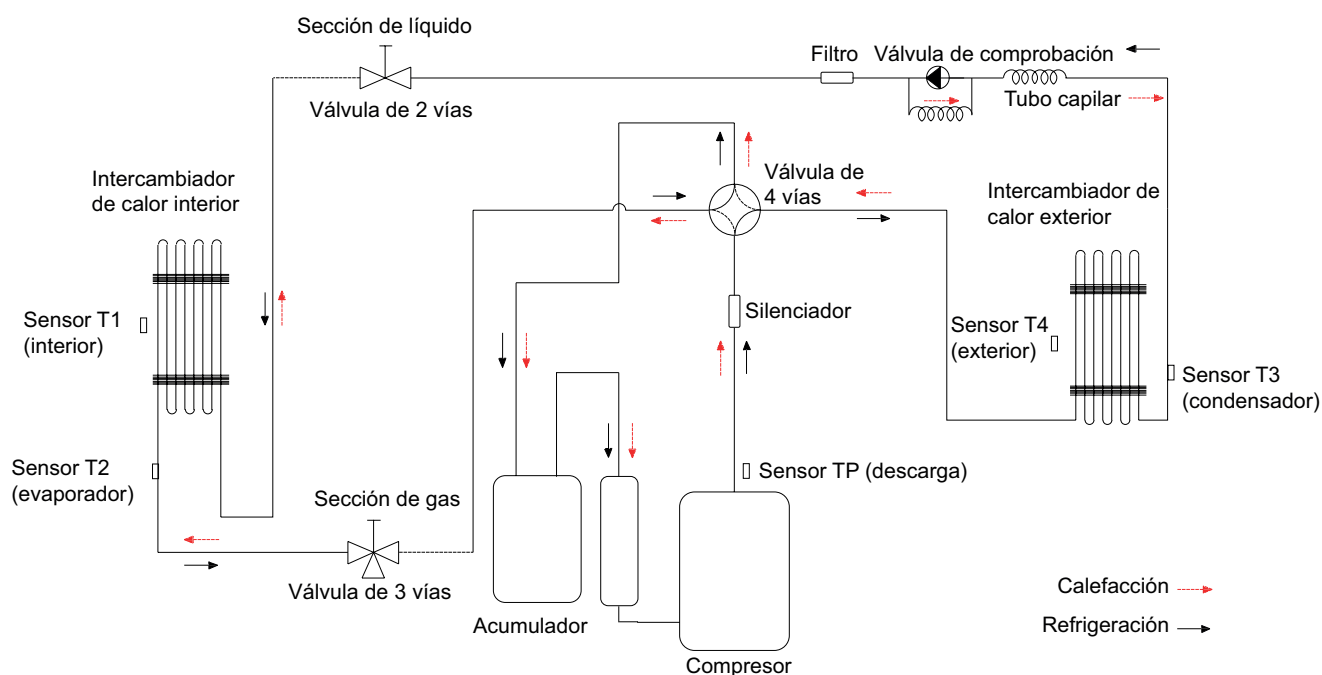 Sección de líquido
Válvula de 2 vías
Filtro
Válvula de comprobación
Tubo capilar
Intercambiador
de calor interior
Válvula de
4 vías
Intercambiador de
calor exterior
Sensor T1
(interior)
Silenciador
Sensor T4
(exterior)
Sensor T3
(condensador)
Sensor T2
(evaporador)
Sensor TP (descarga)
Sección de gas
Válvula de 3 vías
Acumulador
Compresor
Calefacción
Refrigeración